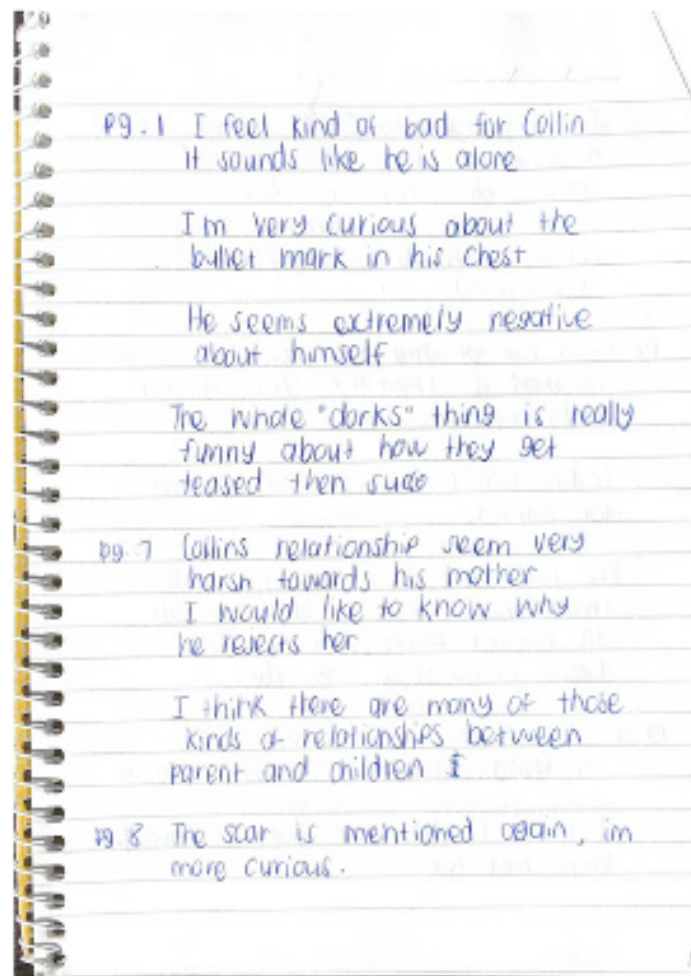 pg. 1 I feel kind of bad for Collin
it sounds like he is alone
Im very curious about the
bullet mark in his chest
He seems extremely negative
about himself
The whole "dorks" thing is really
funny about how they get
teased then
pg. 7 Collins relationship seem very
harsh towards his mother
I would like to know why
he rejects her
I think there are many of those
kinds of relationships between
parent and children
pg 8 The scar is mentioned again, im
more curious.